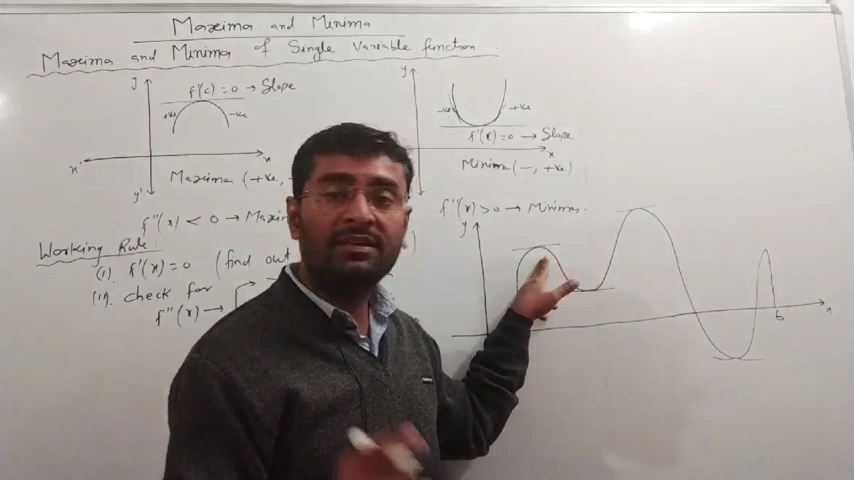 Maxima and Minima
Maxima and Minima of Single Variable function
y
f'(c) = 0 → Slope
+ve
-ve
x'
x
y'
Maxima (+ve, -
f''(x) < 0 → Maxim
y
-ve
+ve
f'(x) = 0 → Slope
x
Minima (-, +ve)
f''(x) > 0 → Minima.
Working Rule:
(i). f'(x) = 0 (find out
(ii). check for
f''(x) →
y
b
x